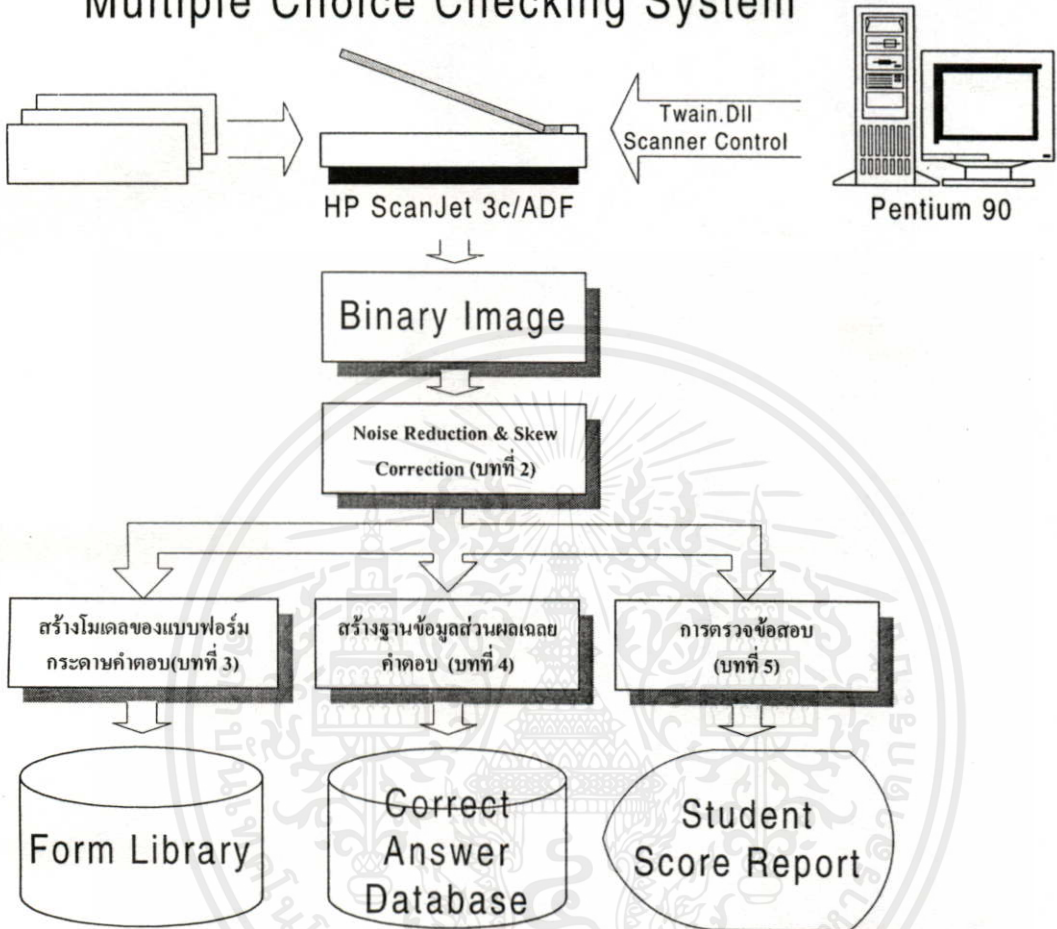 Multiple Choice Checking System
Twain.Dll
Scanner Control
HP ScanJet 3c/ADF
Pentium 90
Binary Image
Noise Reduction & Skew
Correction (บทที่ 2)
สร้างโมเดลของแบบฟอร์ม
กระดาษคำตอบ(บทที่ 3)
สร้างฐานข้อมูลส่วนผลเฉลย
คำตอบ (บทที่ 4)
การตรวจข้อสอบ
(บทที่ 5)
Form Library
Correct
Answer
Database
Student
Score Report